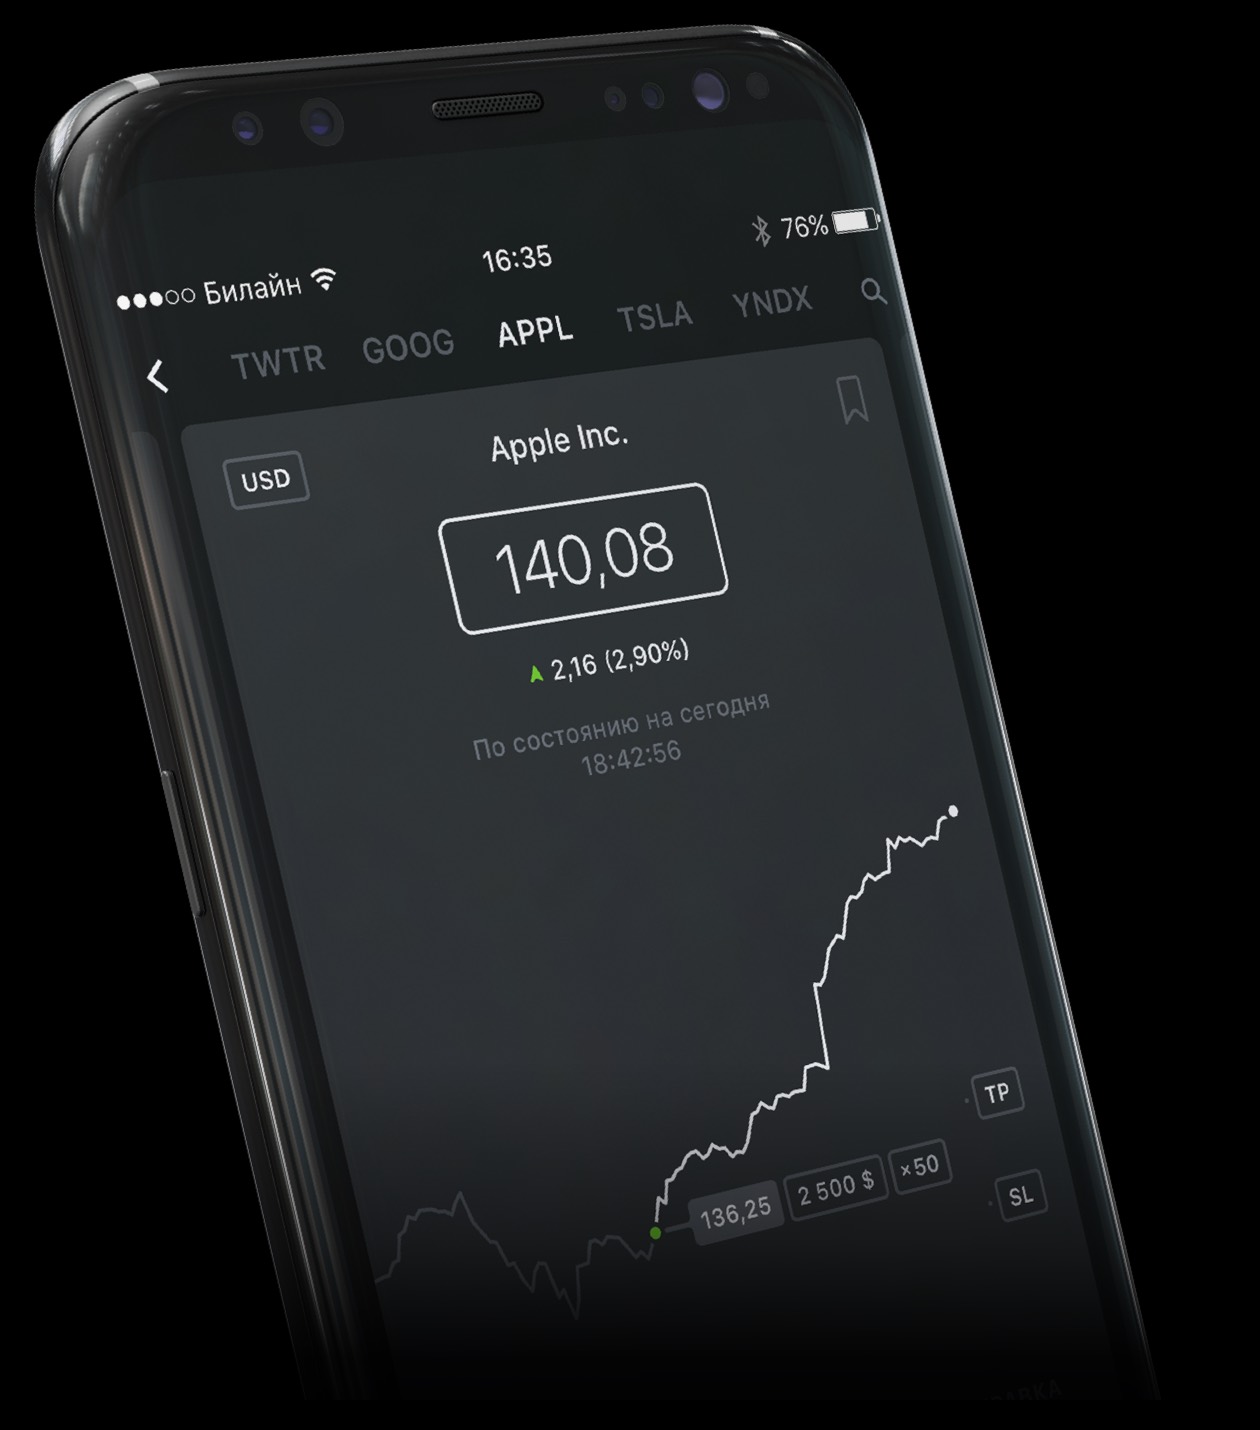 Билайн 16:35 76%
TWTR GOOG APPL TSLA YNDX
USD
Apple Inc.
140,08
2,16 (2,90%)
По состоянию на сегодня
18:42:56
TP
136,25 2 500 $ ×50
SL